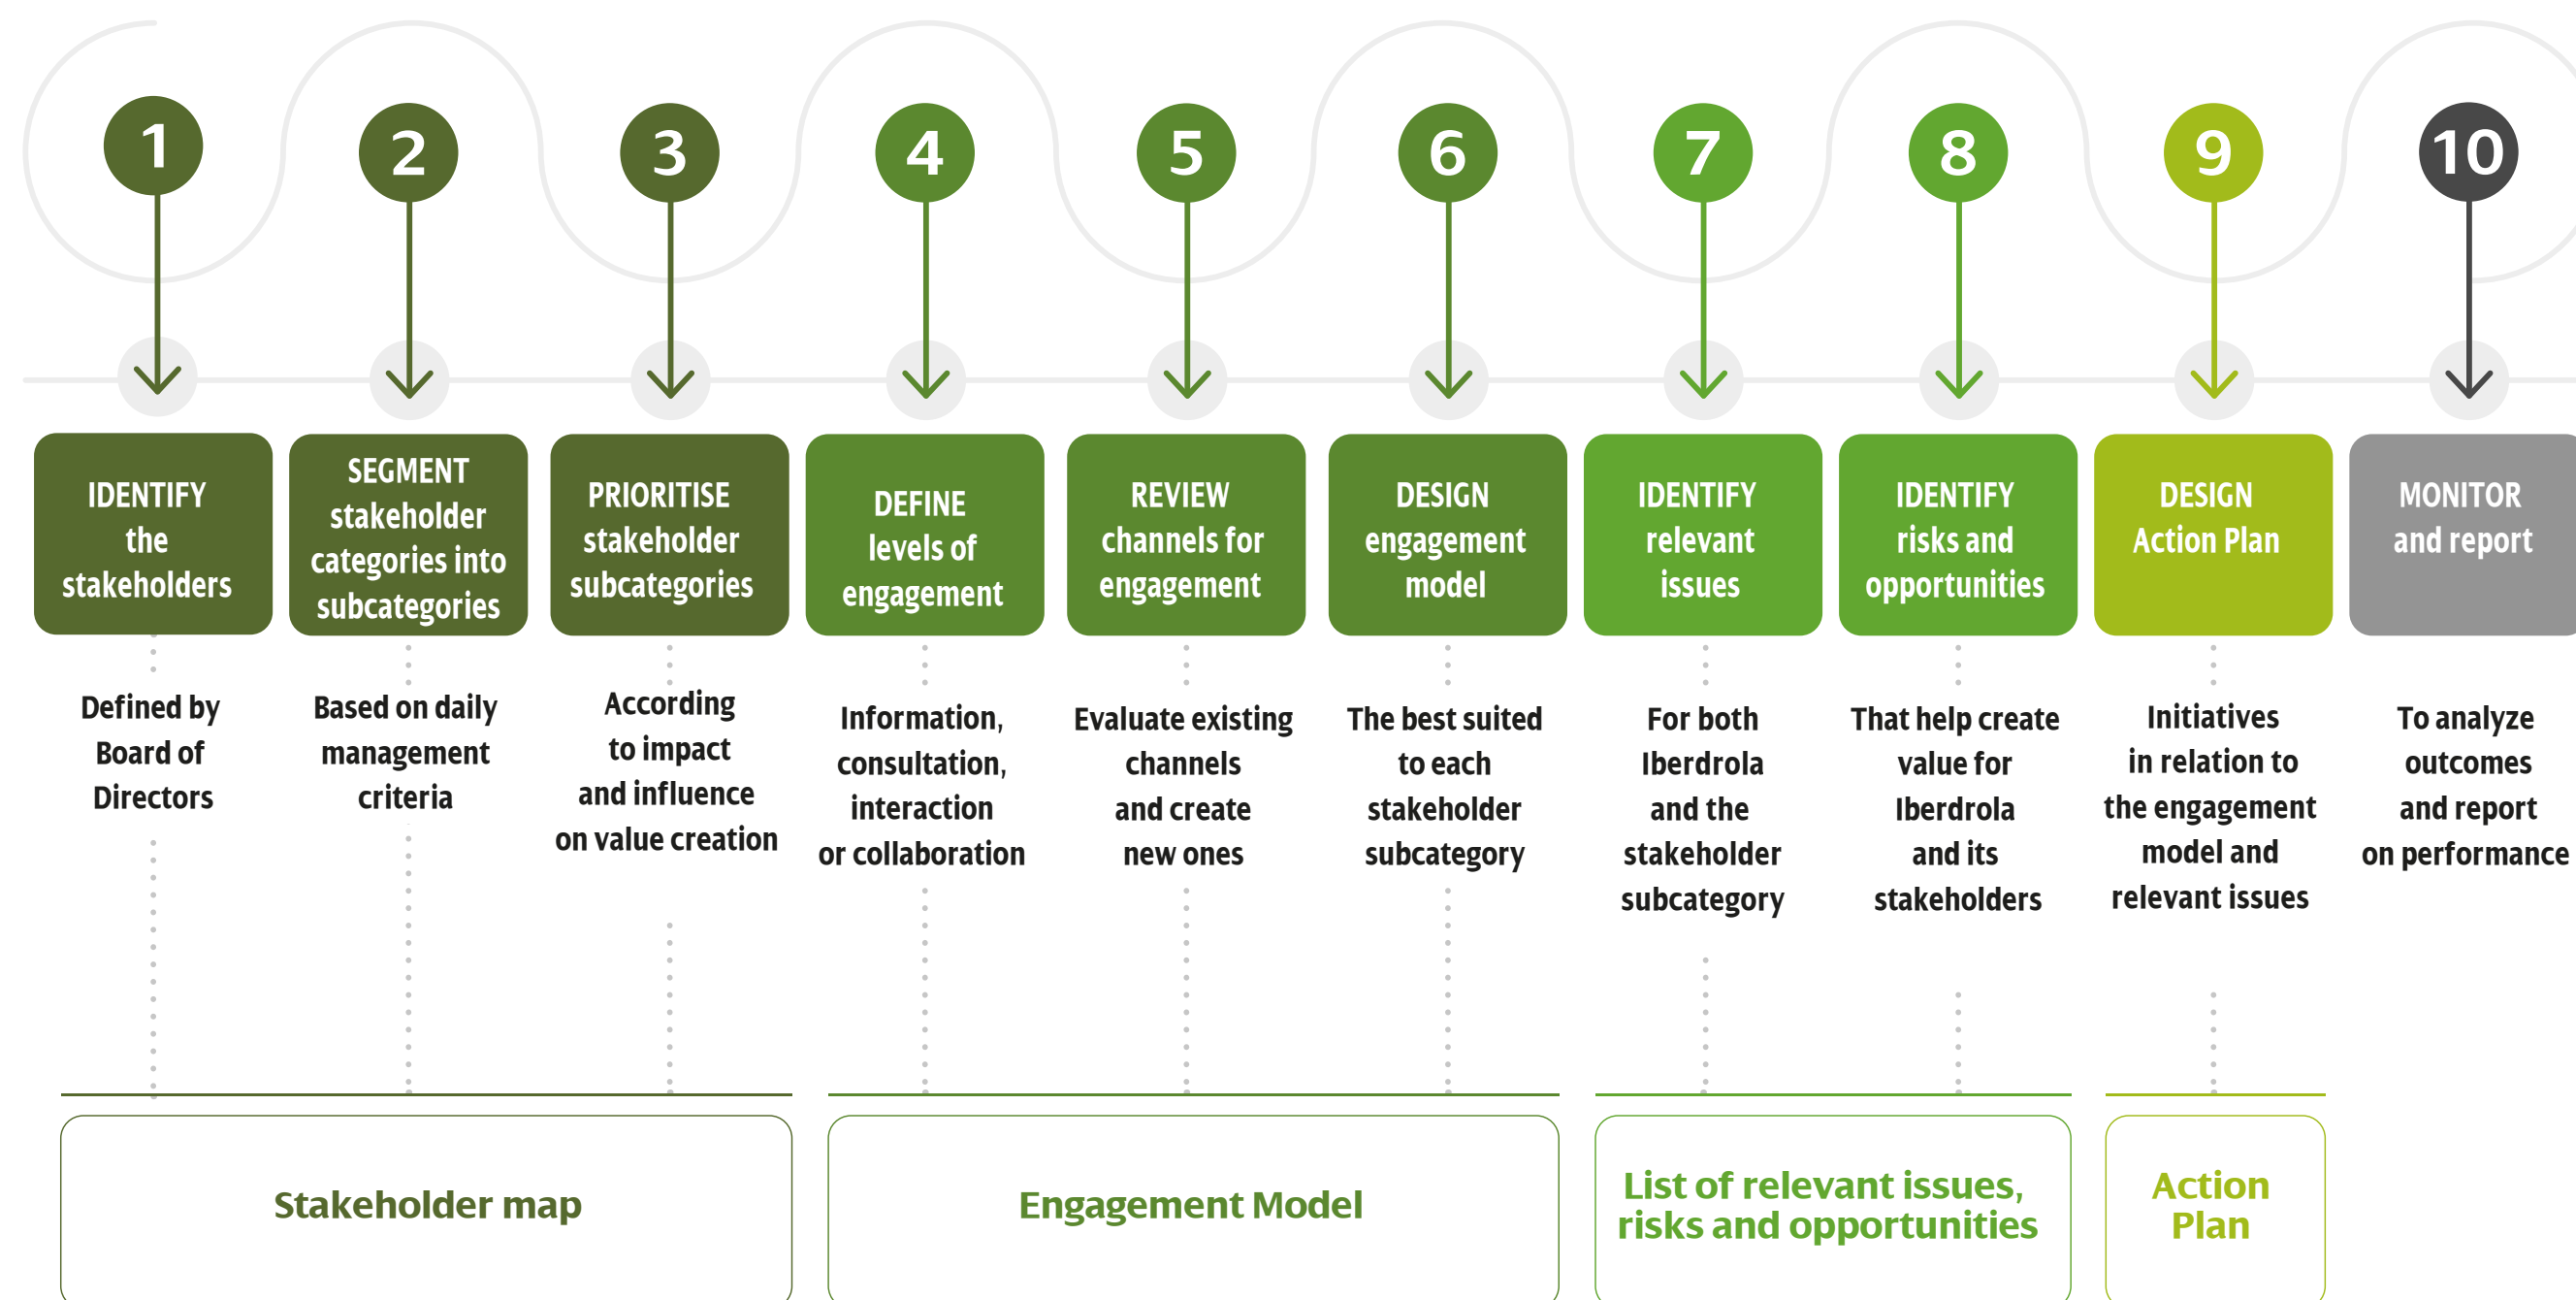 1
2
3
4
5
6
7
8
9
10
IDENTIFY
the
stakeholders
SEGMENT
stakeholder
categories into
subcategories
PRIORITISE
stakeholder
subcategories
DEFINE
levels of
engagement
REVIEW
channels for
engagement
DESIGN
engagement
model
IDENTIFY
relevant
issues
IDENTIFY
risks and
opportunities
DESIGN
Action Plan
MONITOR
and report
Defined by
Board of
Directors
Based on daily
management
criteria
According
to impact
and influence
on value creation
Information,
consultation,
interaction
or collaboration
Evaluate existing
channels
and create
new ones
The best suited
to each
stakeholder
subcategory
For both
Iberdrola
and the
stakeholder
subcategory
That help create
value for
Iberdrola
and its
stakeholders
Initiatives
in relation to
the engagement
model and
relevant issues
To analyze
outcomes
and report
on performance
Stakeholder map
Engagement Model
List of relevant issues,
risks and opportunities
Action
Plan